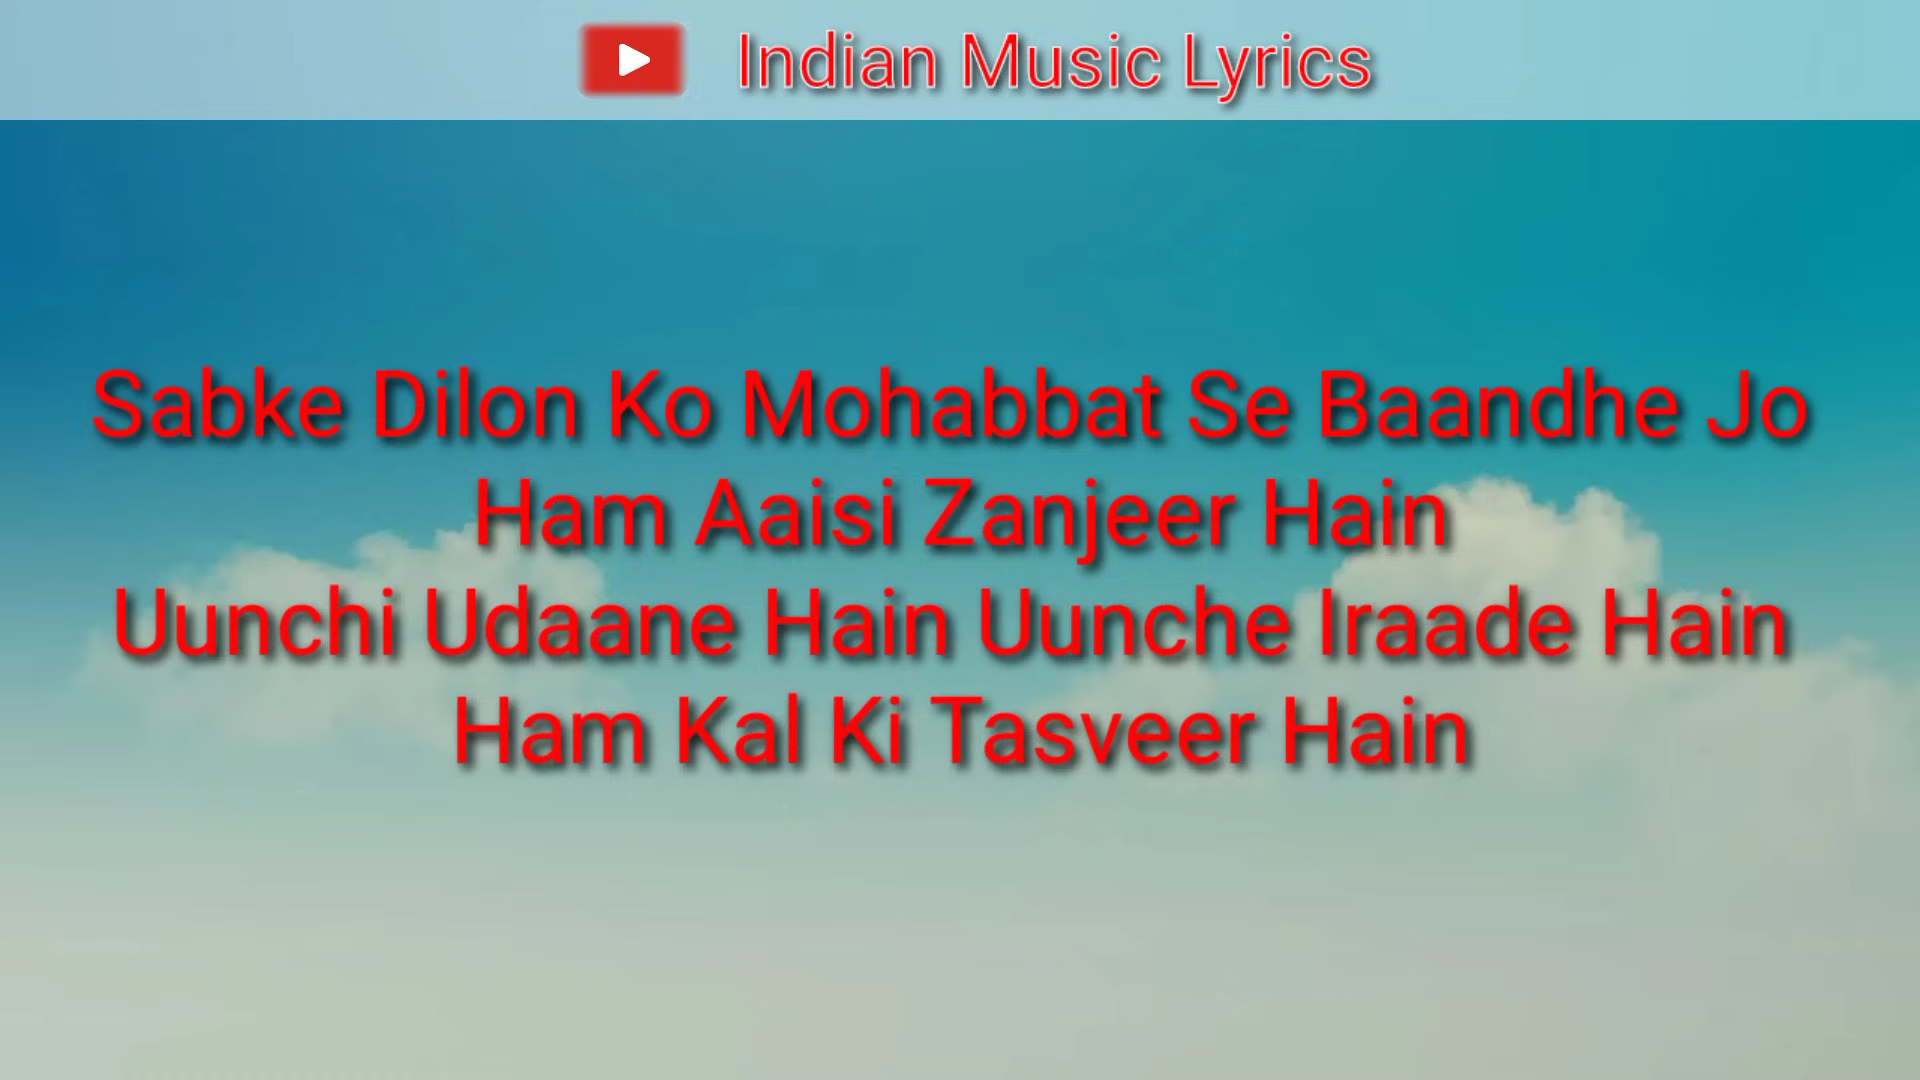 Indian Music Lyrics
Sabke Dilon Ko Mohabbat Se Baandhe Jo
Ham Aaisi Zanjeer Hain
Uunchi Udaane Hain Uunche Iraade Hain
Ham Kal Ki Tasveer Hain